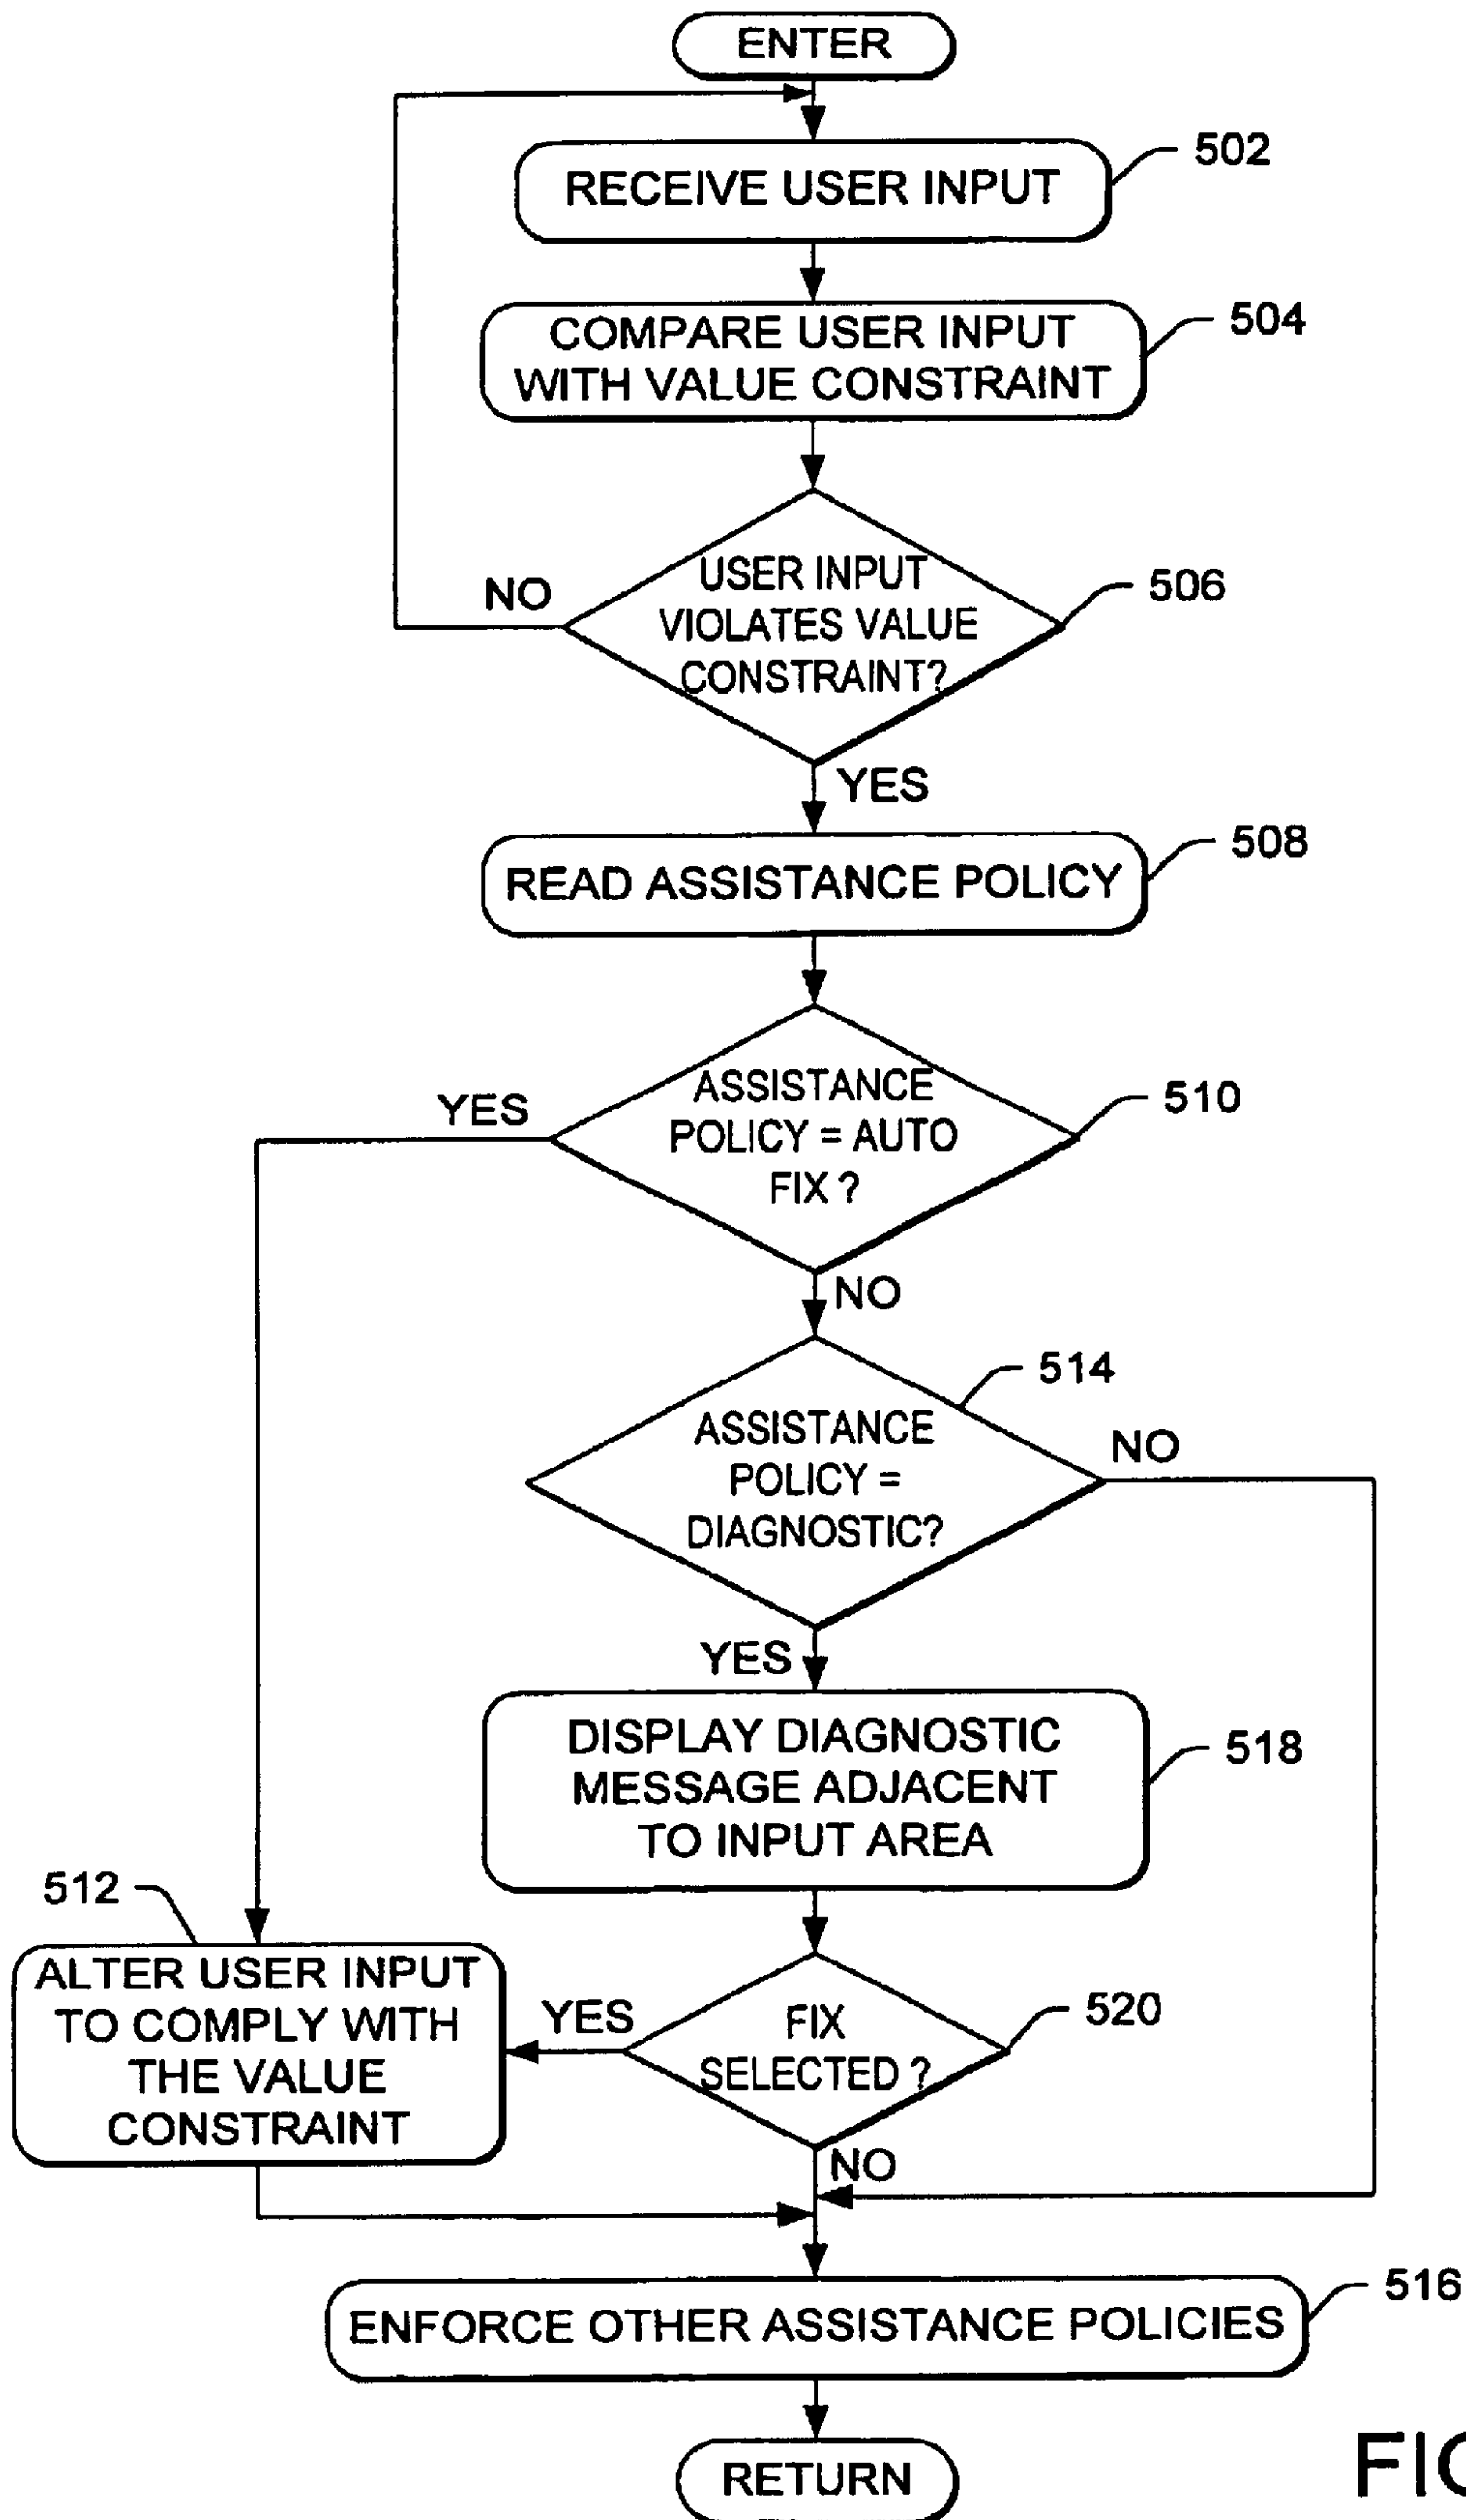 ENTER
502
RECEIVE USER INPUT
504
COMPARE USER INPUT
WITH VALUE CONSTRAINT
506
USER INPUT
VIOLATES VALUE
CONSTRAINT?
NO
YES
508
READ ASSISTANCE POLICY
510
ASSISTANCE
POLICY = AUTO
FIX ?
YES
NO
514
ASSISTANCE
POLICY =
DIAGNOSTIC?
NO
YES
518
DISPLAY DIAGNOSTIC
MESSAGE ADJACENT
TO INPUT AREA
512
ALTER USER INPUT
TO COMPLY WITH
THE VALUE
CONSTRAINT
YES
520
FIX
SELECTED ?
NO
516
ENFORCE OTHER ASSISTANCE POLICIES
RETURN